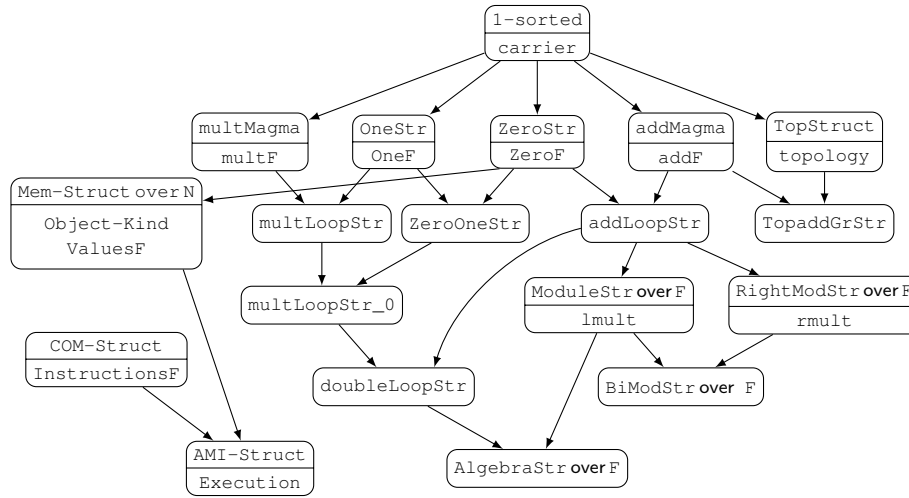 1-sorted
carrier
multMagma
multF
OneStr
OneF
ZeroStr
ZeroF
addMagma
addF
TopStruct
topology
Mem-Struct over N
Object-Kind
ValuesF
multLoopStr
ZeroOneStr
addLoopStr
TopaddGrStr
multLoopStr_0
ModuleStr over F
lmult
RightModStr over F
rmult
COM-Struct
InstructionsF
doubleLoopStr
BiModStr over F
AMI-Struct
Execution
AlgebraStr over F